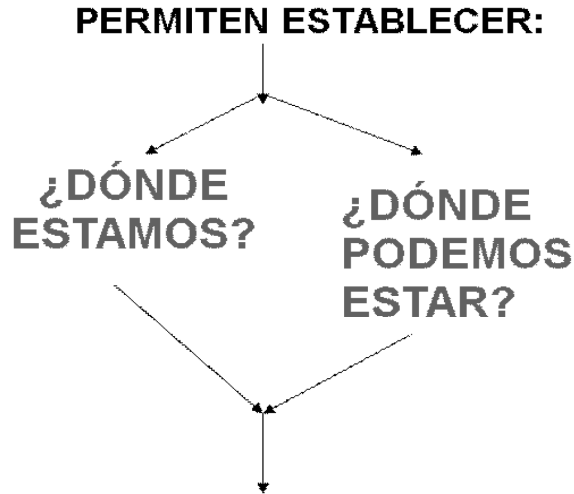 PERMITEN ESTABLECER:
¿DÓNDE
ESTAMOS?
¿DÓNDE
PODEMOS
ESTAR?